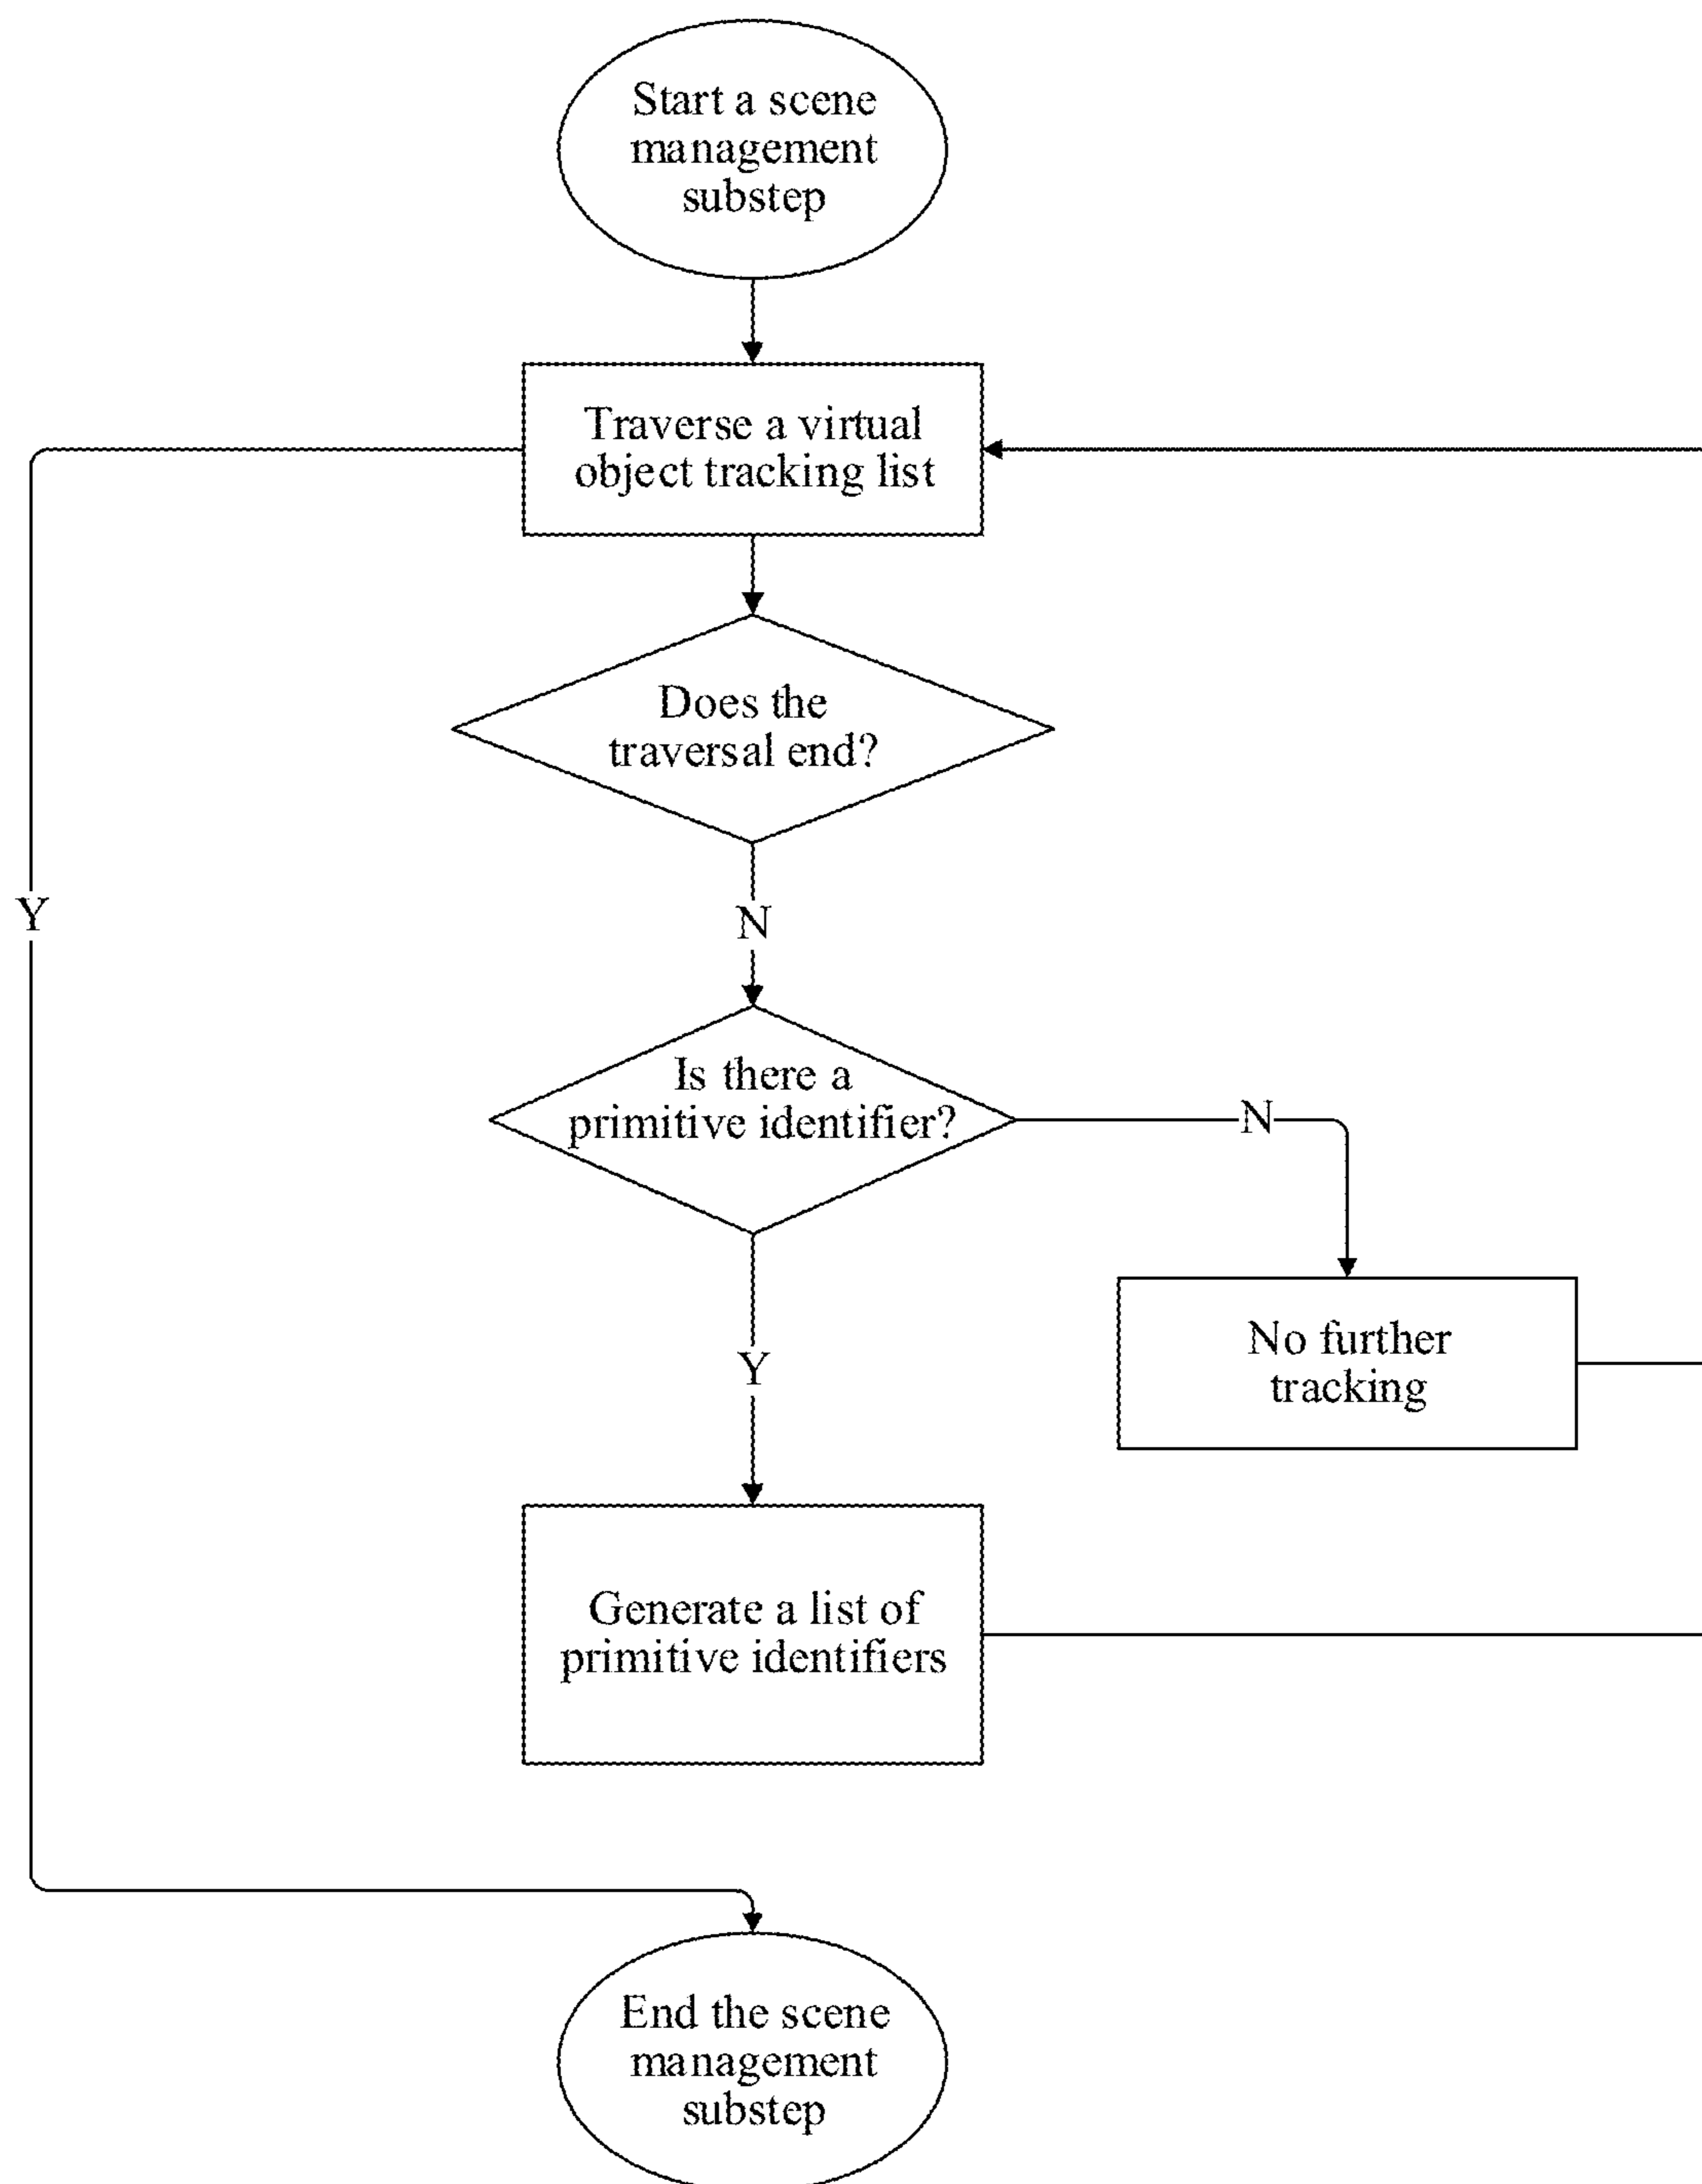 Start a scene
management
substep
Traverse a virtual
object tracking list
Does the
traversal end?
Y
N
Is there a
primitive identifier?
N
No further
tracking
Y
Generate a list of
primitive identifiers
End the scene
management
substep